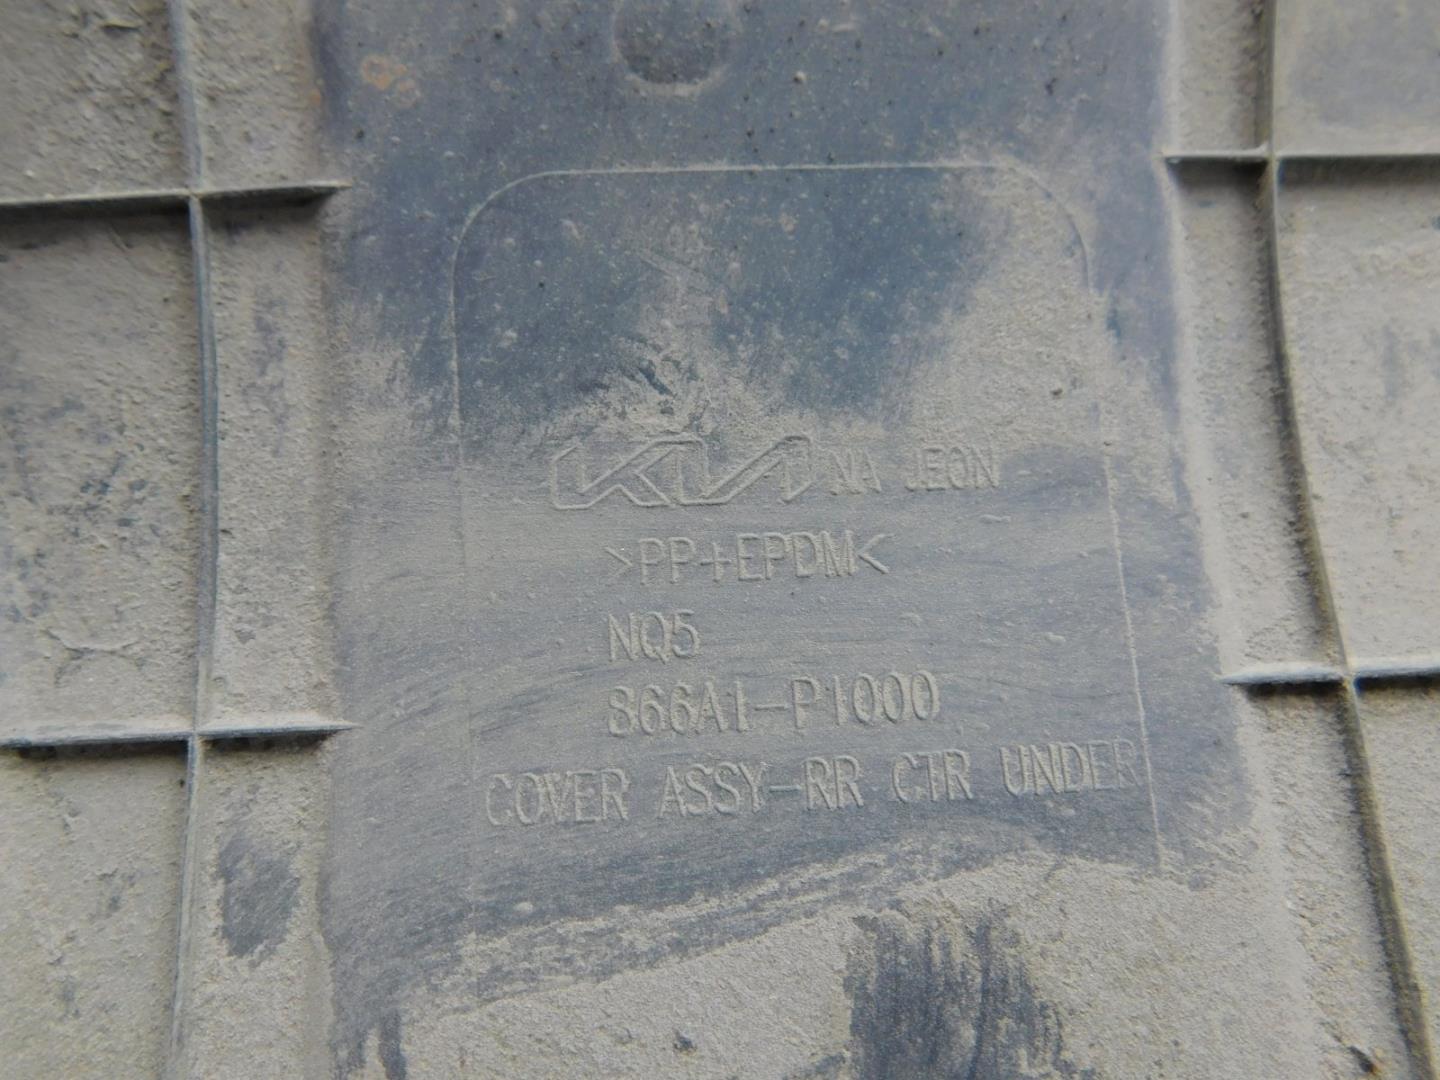 KIA NA JEON
>PP+EPDM<
NQ5
866A1-P1000
COVER ASSY-RR CTR UNDER